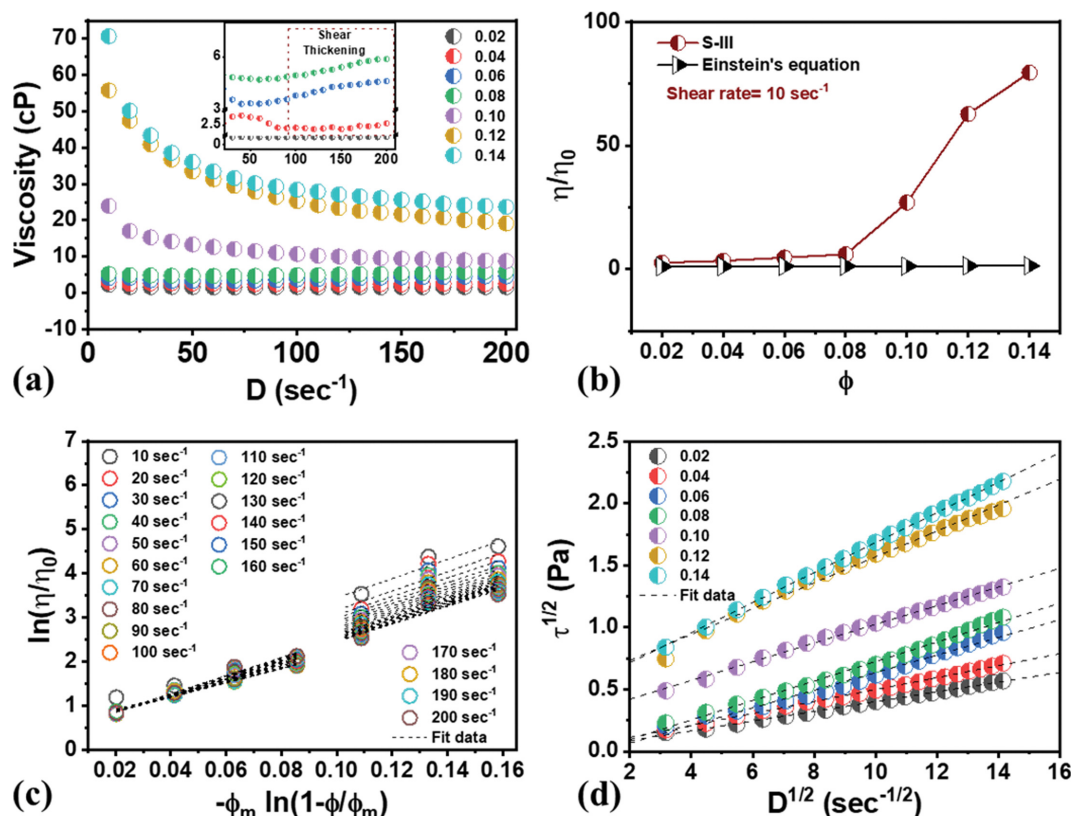 70
60
50
40
30
20
10
0
-10
Viscosity (cP)
6
3
2.5
0
Shear
Thickening
50 100 150 200
0.02
0.04
0.06
0.08
0.10
0.12
0.14
0 50 100 150 200
D (sec-1)
(a)
100
50
0
η/η0
S-III
Einstein's equation
Shear rate= 10 sec-1
0.02 0.04 0.06 0.08 0.10 0.12 0.14
ϕ
(b)
7
6
5
4
3
2
1
0
ln(η/η0)
10 sec-1
20 sec-1
30 sec-1
40 sec-1
50 sec-1
60 sec-1
70 sec-1
80 sec-1
90 sec-1
100 sec-1
110 sec-1
120 sec-1
130 sec-1
140 sec-1
150 sec-1
160 sec-1
170 sec-1
180 sec-1
190 sec-1
200 sec-1
Fit data
0.02 0.04 0.06 0.08 0.10 0.12 0.14 0.16
-ϕm ln(1-ϕ/ϕm)
(c)
2.5
2.0
1.5
1.0
0.5
0.0
τ1/2 (Pa)
0.02
0.04
0.06
0.08
0.10
0.12
0.14
Fit data
2 4 6 8 10 12 14 16
D1/2 (sec-1/2)
(d)